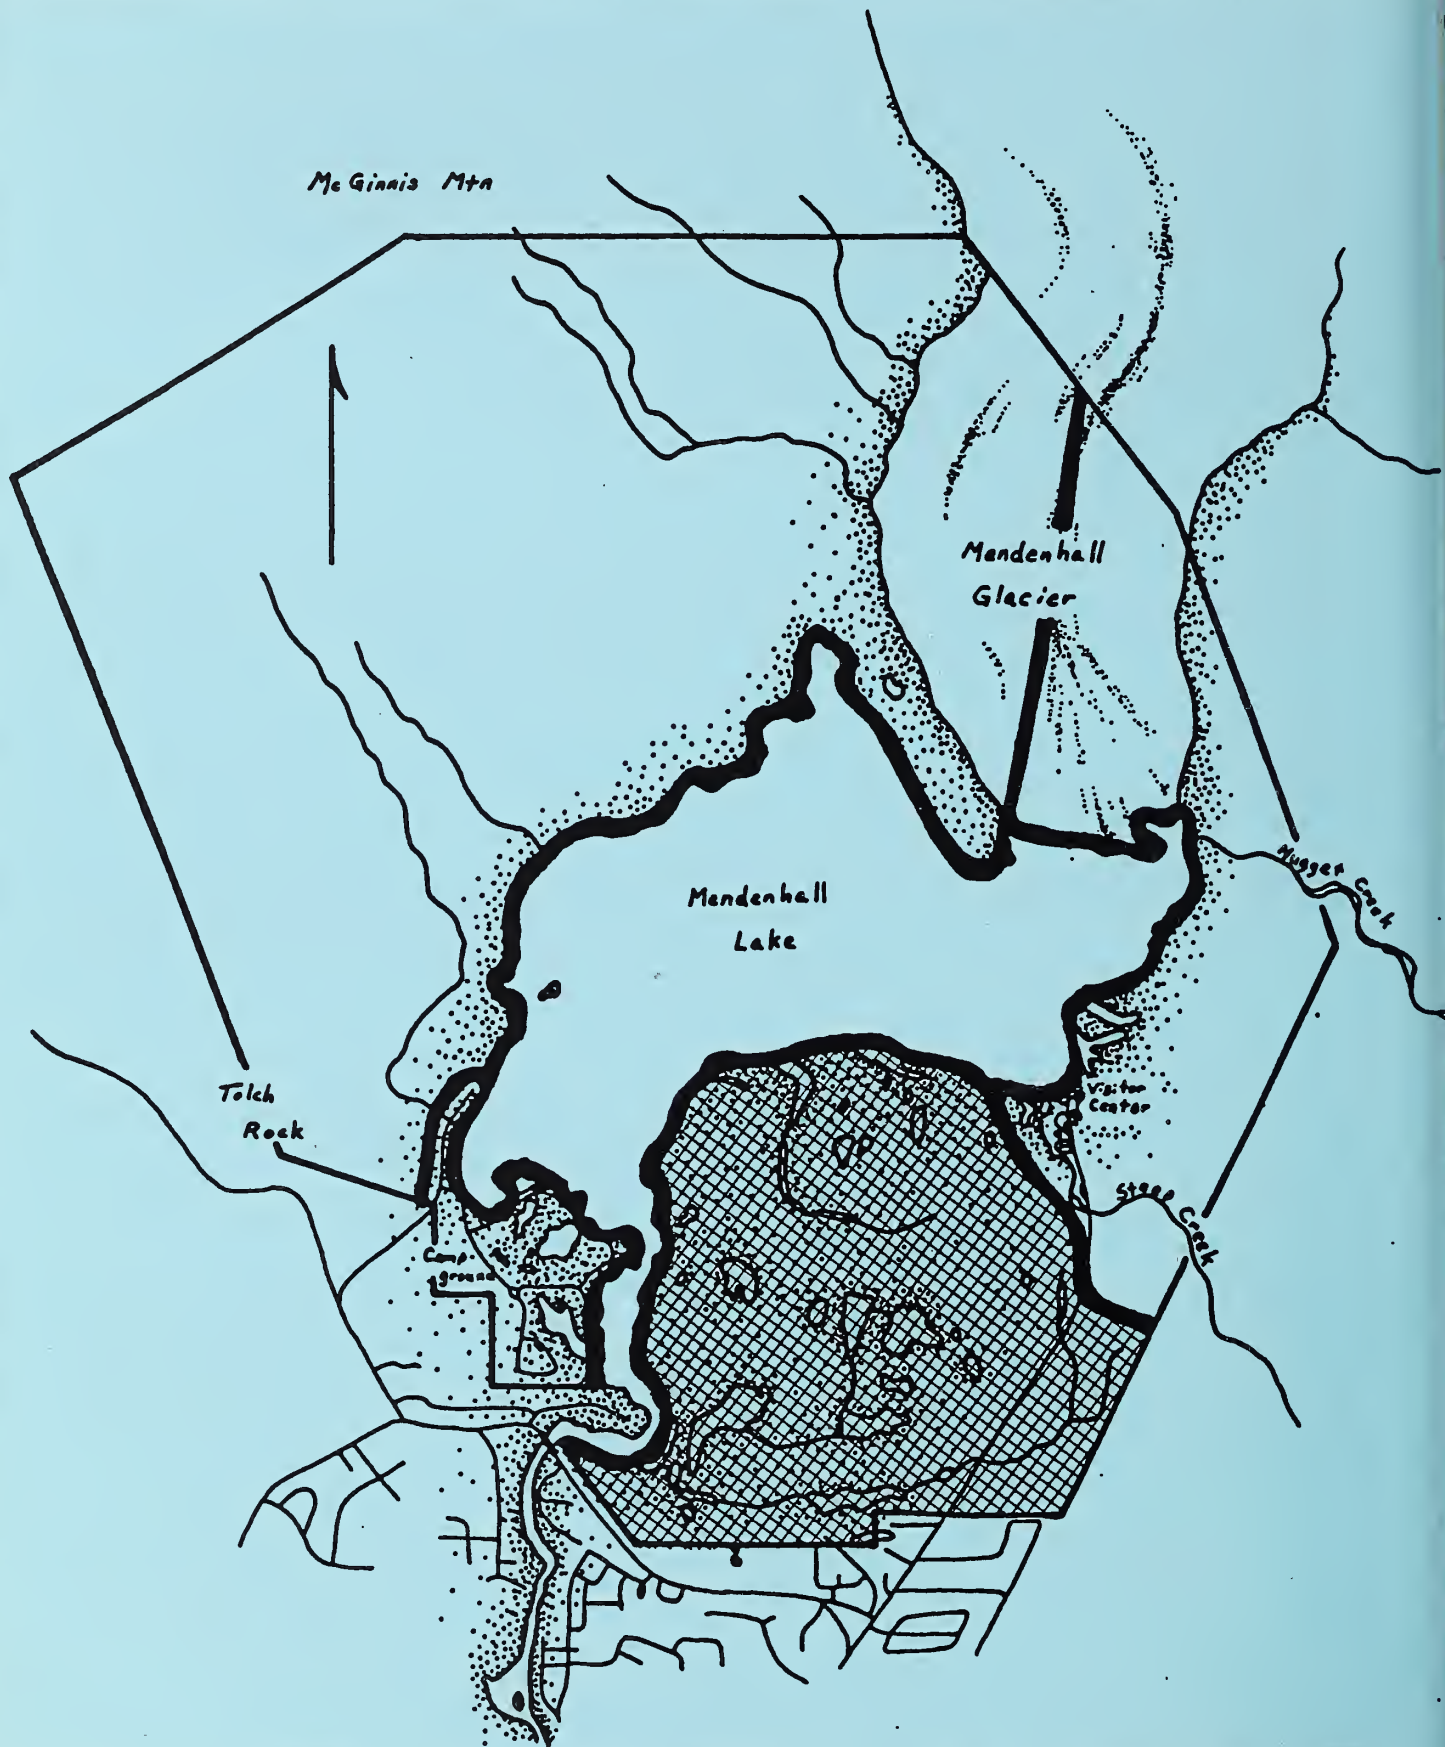 McGinnis Mtn
Mendenhall
Glacier
Nugget Creek
Mendenhall
Lake
Visitor
Center
Tolch
Rock
Steep Creek
Camp-
ground